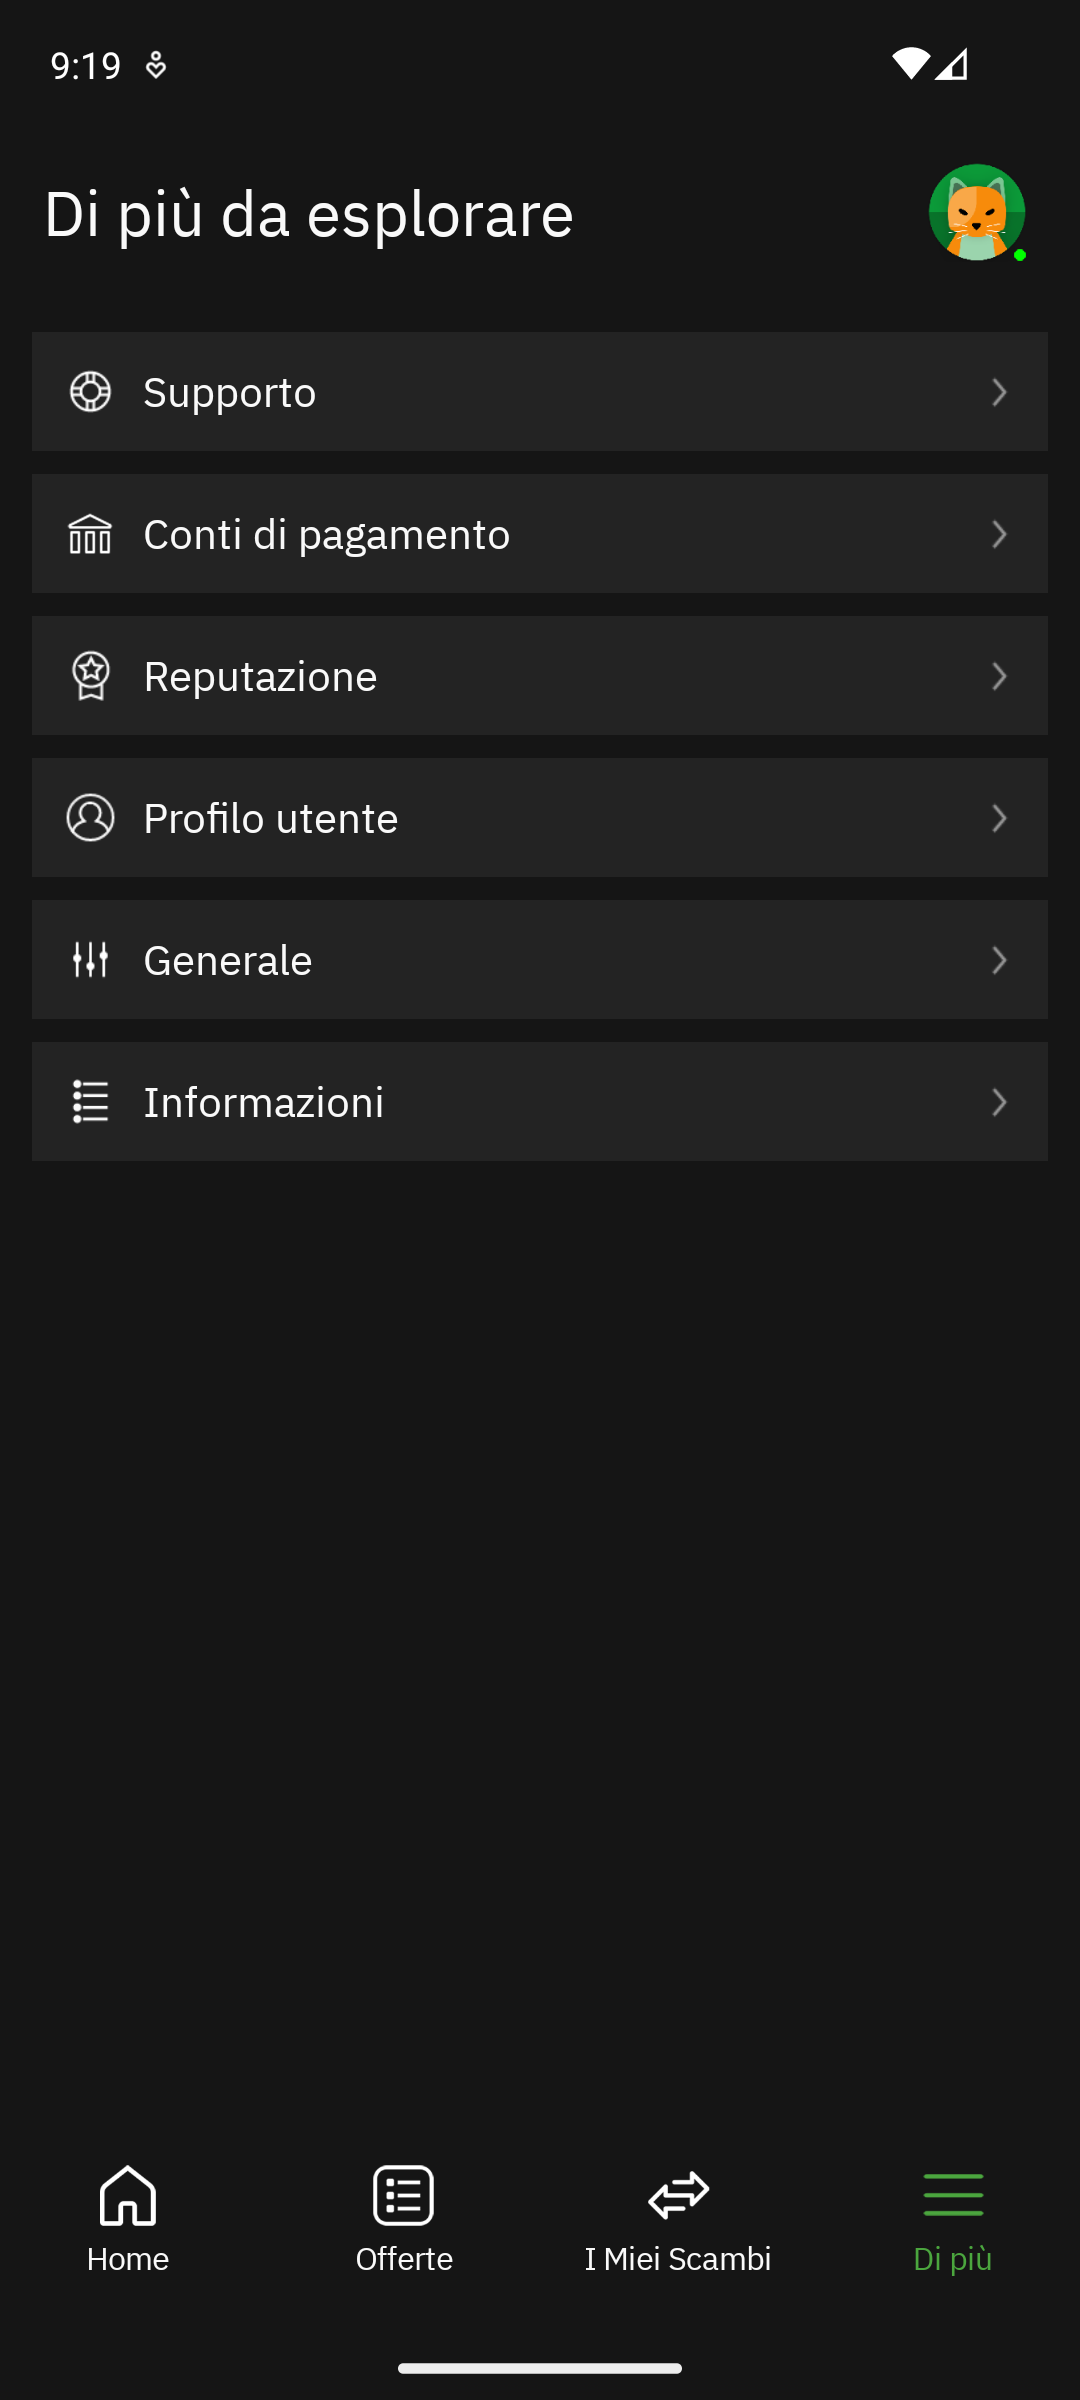 9:19
Di più da esplorare
Supporto
Conti di pagamento
Reputazione
Profilo utente
Generale
Informazioni
Home
Offerte
I Miei Scambi
Di più